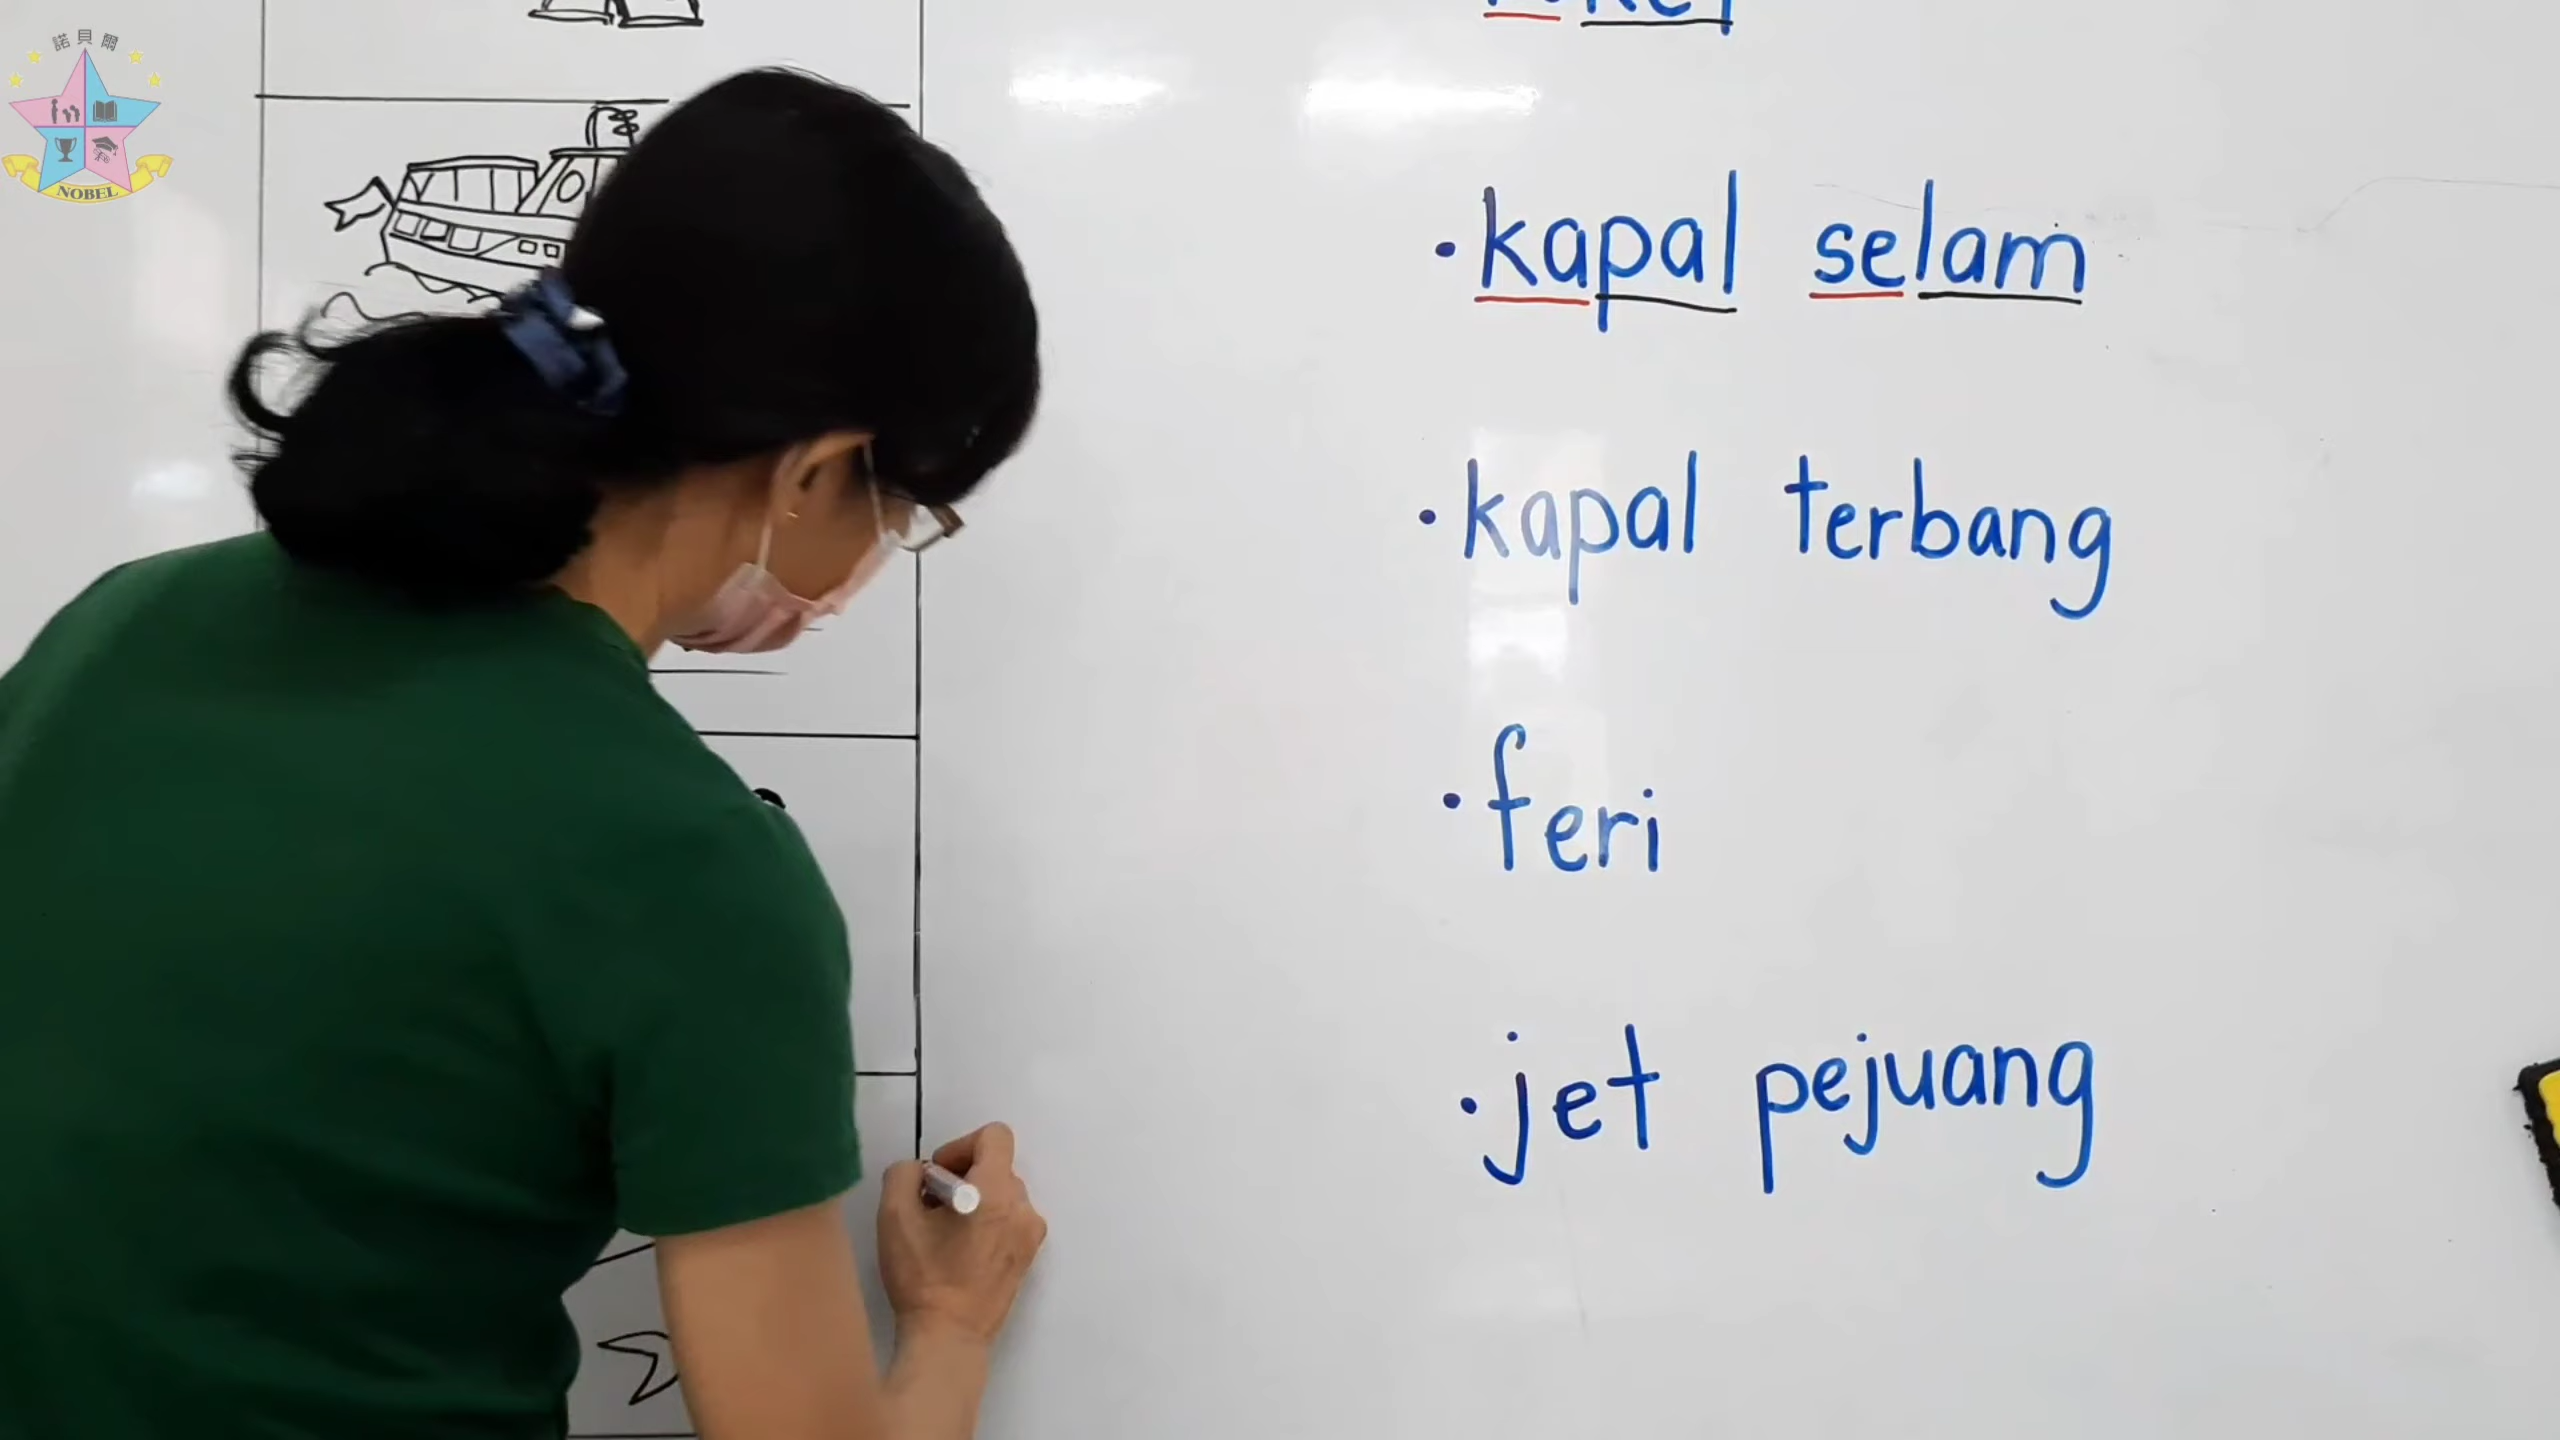 諾貝爾
NOBEL
• kapal selam
• kapal terbang
• feri
• jet pejuang